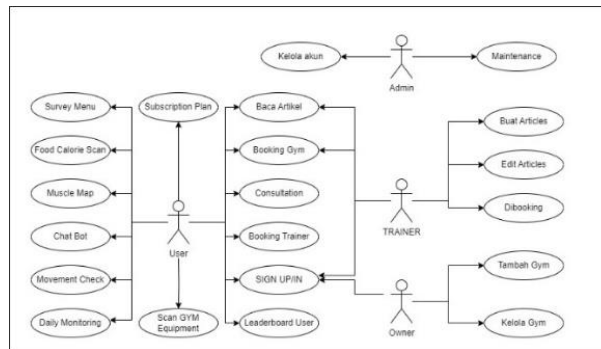 Kelola akun
Maintenance
Admin
Survey Menu
Subscription Plan
Baca Artikel
Buat Articles
Food Calorie Scan
Booking Gym
Edit Articles
Muscle Map
Consultation
Dibooking
TRAINER
Chat Bot
Booking Trainer
User
Movement Check
SIGN UP/IN
Tambah Gym
Daily Monitoring
Scan GYM
Equipment
Leaderboard User
Owner
Kelola Gym